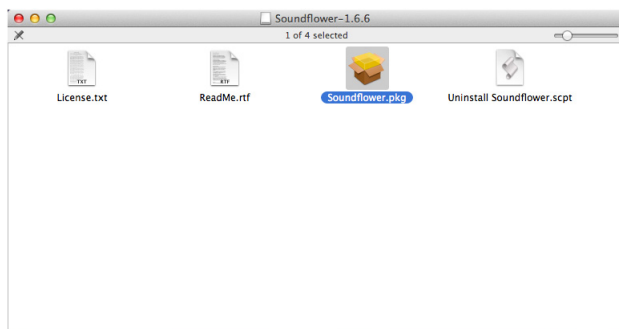 Soundflower-1.6.6
1 of 4 selected
TXT
RTF
License.txt
ReadMe.rtf
Soundflower.pkg
Uninstall Soundflower.scpt